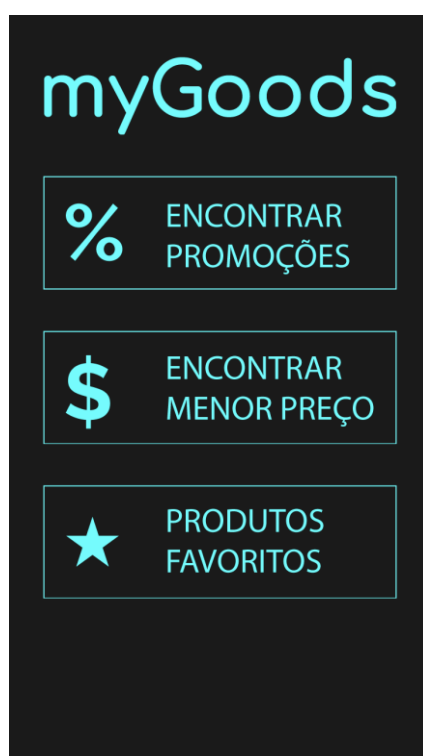 myGoods
% ENCONTRAR
PROMOÇÕES
$ ENCONTRAR
MENOR PREÇO
PRODUTOS
FAVORITOS